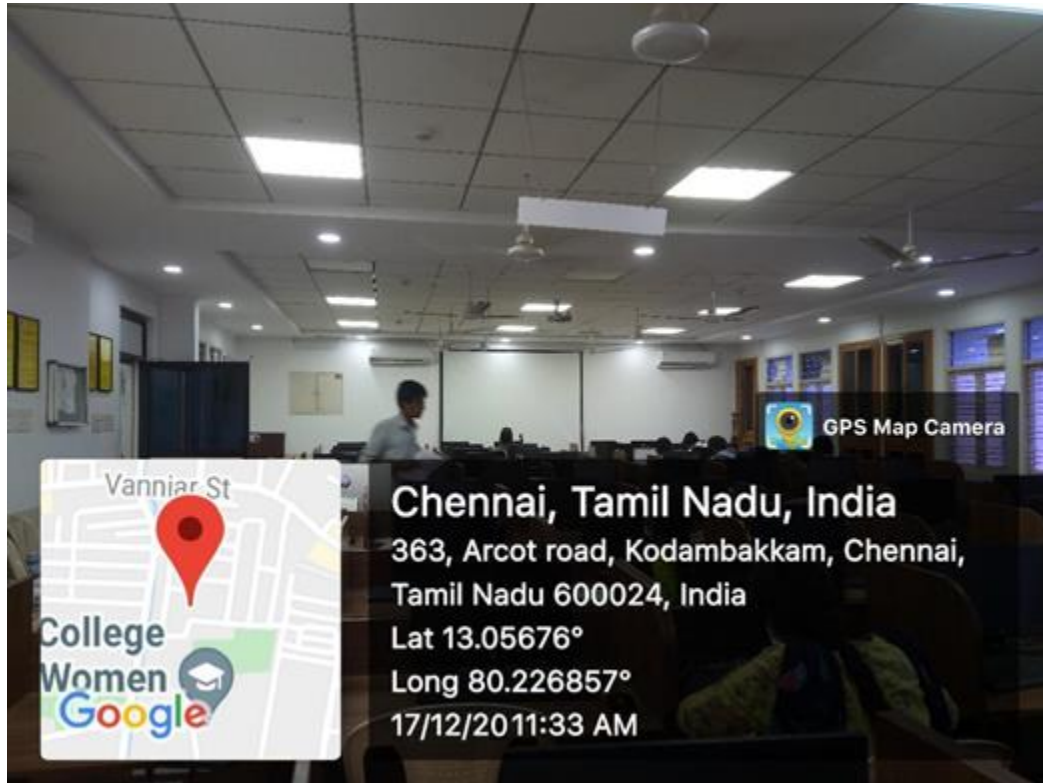 GPS Map Camera
Vanniar St
College
Women
Google
Chennai, Tamil Nadu, India
363, Arcot road, Kodambakkam, Chennai,
Tamil Nadu 600024, India
Lat 13.05676°
Long 80.226857°
17/12/2011:33 AM